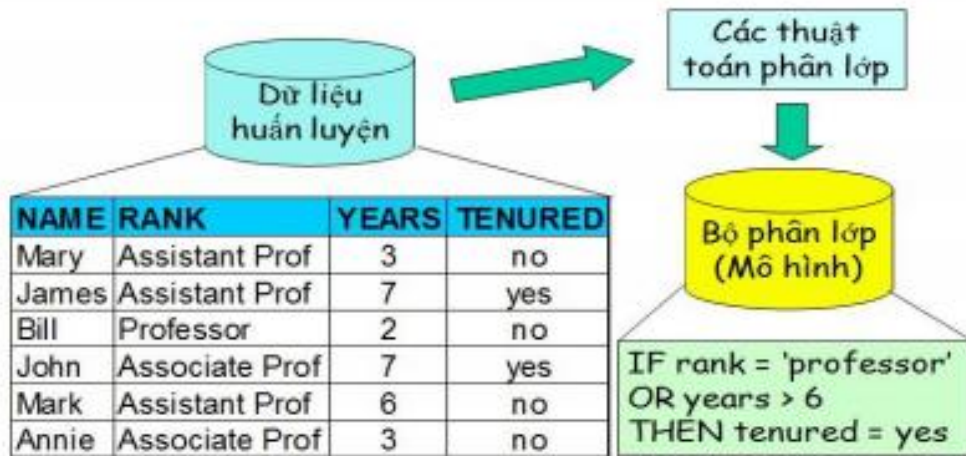 Dữ liệu
huấn luyện
Các thuật
toán phân lớp
NAME RANK YEARS TENURED
Mary Assistant Prof 3 no
James Assistant Prof 7 yes
Bill Professor 2 no
John Associate Prof 7 yes
Mark Assistant Prof 6 no
Annie Associate Prof 3 no
Bộ phân lớp
(Mô hình)
IF rank = 'professor'
OR years > 6
THEN tenured = yes